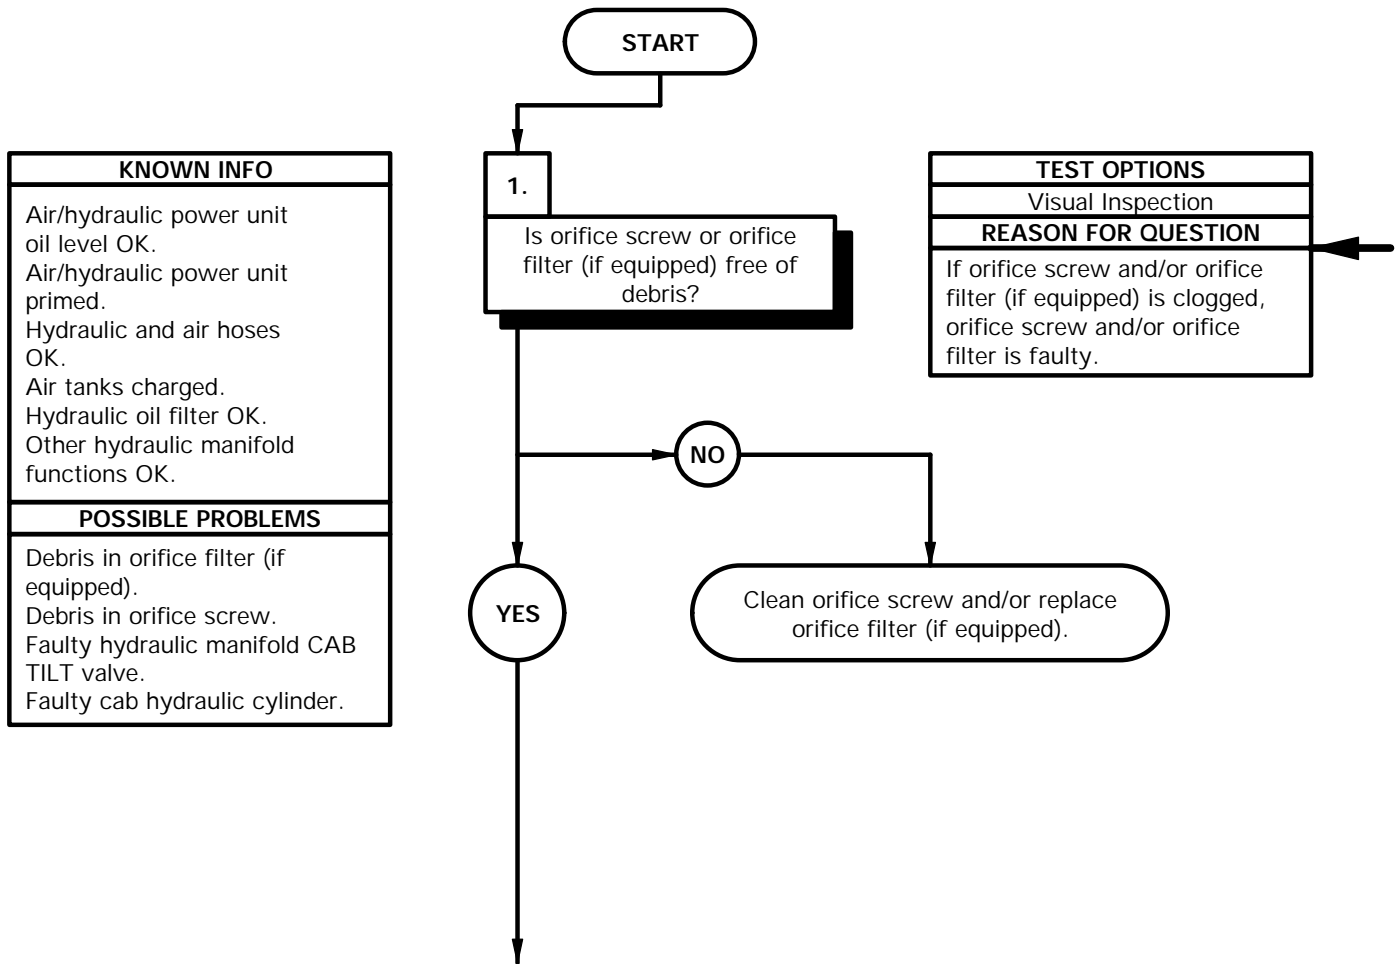 START
KNOWN INFO
Air/hydraulic power unit
oil level OK.
Air/hydraulic power unit
primed.
Hydraulic and air hoses
OK.
Air tanks charged.
Hydraulic oil filter OK.
Other hydraulic manifold
functions OK.
POSSIBLE PROBLEMS
Debris in orifice filter (if
equipped).
Debris in orifice screw.
Faulty hydraulic manifold CAB
TILT valve.
Faulty cab hydraulic cylinder.
1.
Is orifice screw or orifice
filter (if equipped) free of
debris?
TEST OPTIONS
Visual Inspection
REASON FOR QUESTION
If orifice screw and/or orifice
filter (if equipped) is clogged,
orifice screw and/or orifice
filter is faulty.
NO
YES
Clean orifice screw and/or replace
orifice filter (if equipped).